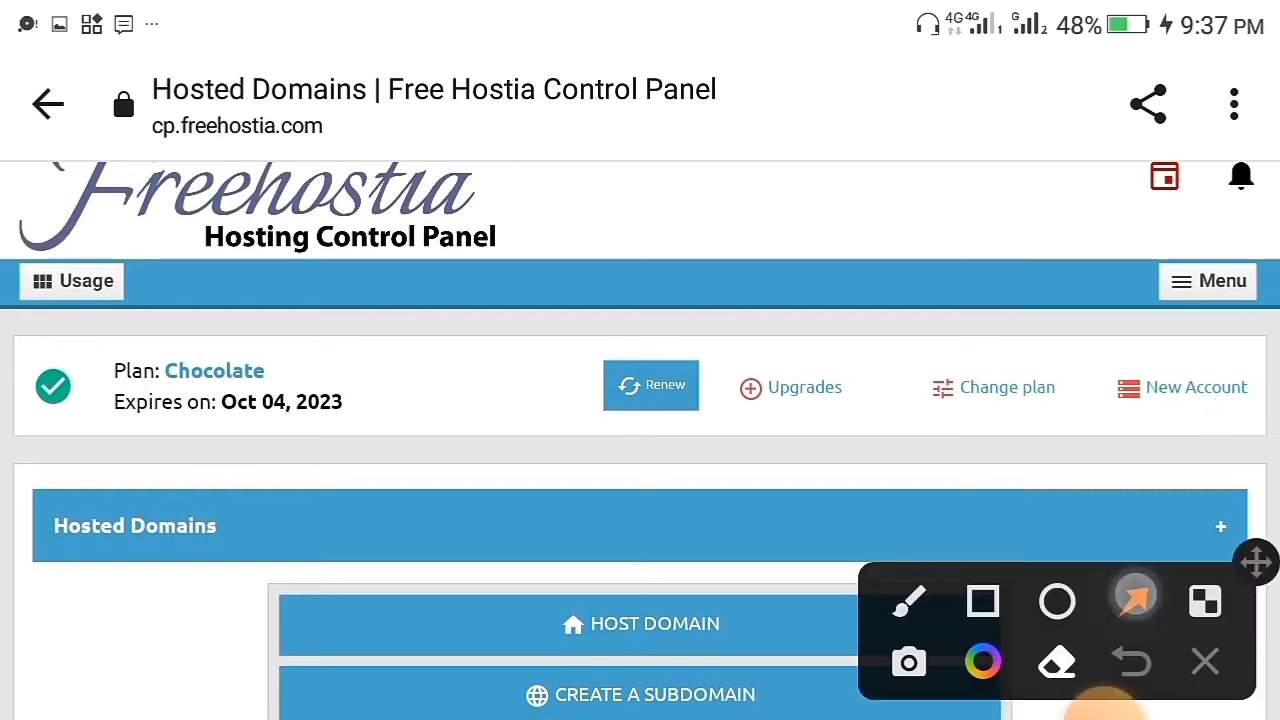 4G 4G 1 G 2 48% 9:37 PM
Hosted Domains | Free Hostia Control Panel
cp.freehostia.com
Freehostia
Hosting Control Panel
Usage Menu
Plan: Chocolate
Expires on: Oct 04, 2023
Renew Upgrades Change plan New Account
Hosted Domains +
HOST DOMAIN
CREATE A SUBDOMAIN